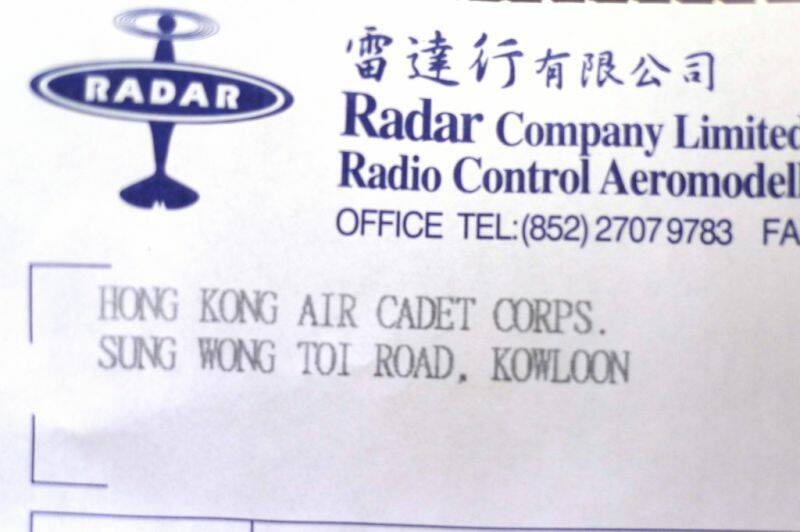 RADAR
雷達行有限公司
Radar Company Limited
Radio Control Aeromodell
OFFICE TEL:(852) 2707 9783 FA
HONG KONG AIR CADET CORPS.
SUNG WONG TOI ROAD, KOWLOON